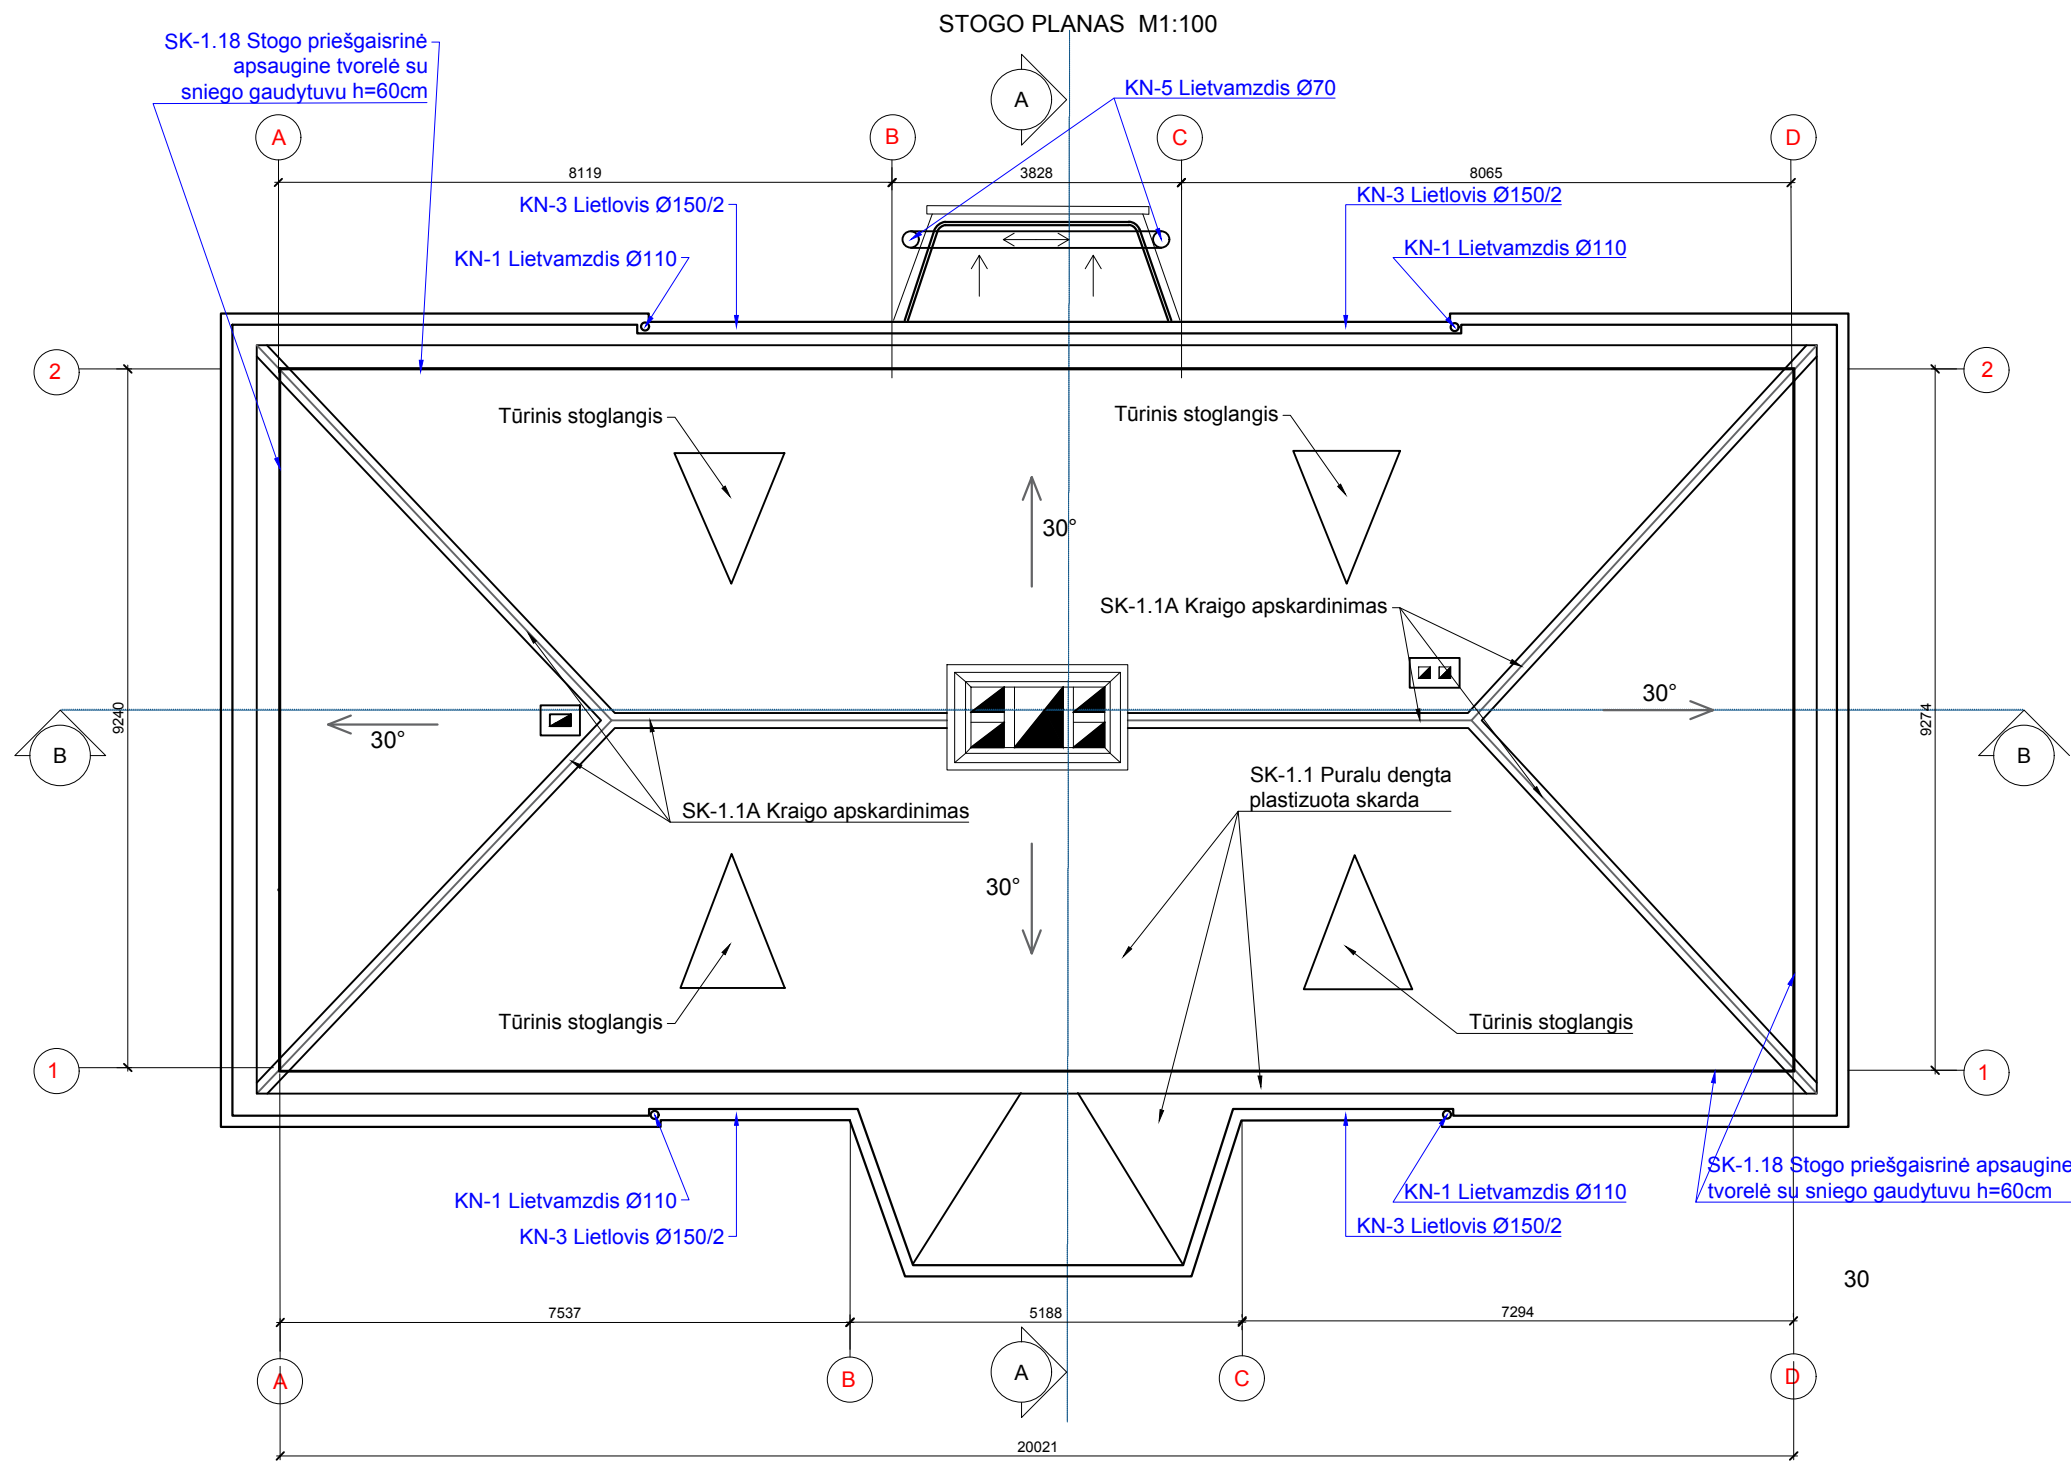 STOGO PLANAS M1:100
SK-1.18 Stogo priešgaisrinė
apsaugine tvorelė su
sniego gaudytuvu h=60cm
A
KN-5 Lietvamzdis Ø70
A
B
C
D
8119
3828
8065
KN-3 Lietlovis Ø150/2
KN-3 Lietlovis Ø150/2
KN-1 Lietvamzdis Ø110
KN-1 Lietvamzdis Ø110
2
2
Tūrinis stoglangis
Tūrinis stoglangis
30°
SK-1.1A Kraigo apskardinimas
9240
30°
30°
9274
B
B
SK-1.1A Kraigo apskardinimas
SK-1.1 Puralu dengta
plastizuota skarda
30°
Tūrinis stoglangis
Tūrinis stoglangis
1
1
KN-1 Lietvamzdis Ø110
KN-3 Lietlovis Ø150/2
KN-1 Lietvamzdis Ø110
KN-3 Lietlovis Ø150/2
SK-1.18 Stogo priešgaisrinė apsaugine
tvorelė su sniego gaudytuvu h=60cm
30
7537
5188
7294
A
B
A
C
D
20021